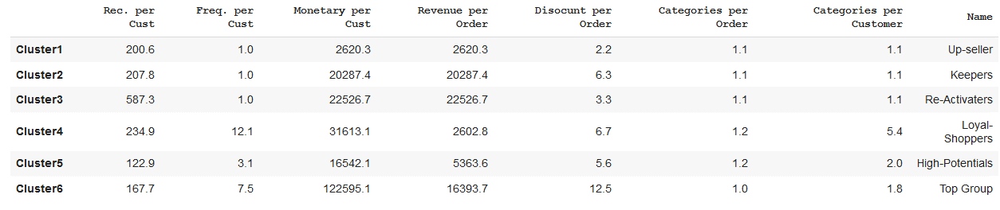 Rec. per Cust Freq. per Cust Monetary per Cust Revenue per Order Disocunt per Order Categories per Order Categories per Customer Name
Cluster1 200.6 1.0 2620.3 2620.3 2.2 1.1 1.1 Up-seller
Cluster2 207.8 1.0 20287.4 20287.4 6.3 1.1 1.1 Keepers
Cluster3 587.3 1.0 22526.7 22526.7 3.3 1.1 1.1 Re-Activaters
Cluster4 234.9 12.1 31613.1 2602.8 6.7 1.2 5.4 Loyal-Shoppers
Cluster5 122.9 3.1 16542.1 5363.6 5.6 1.2 2.0 High-Potentials
Cluster6 167.7 7.5 122595.1 16393.7 12.5 1.0 1.8 Top Group